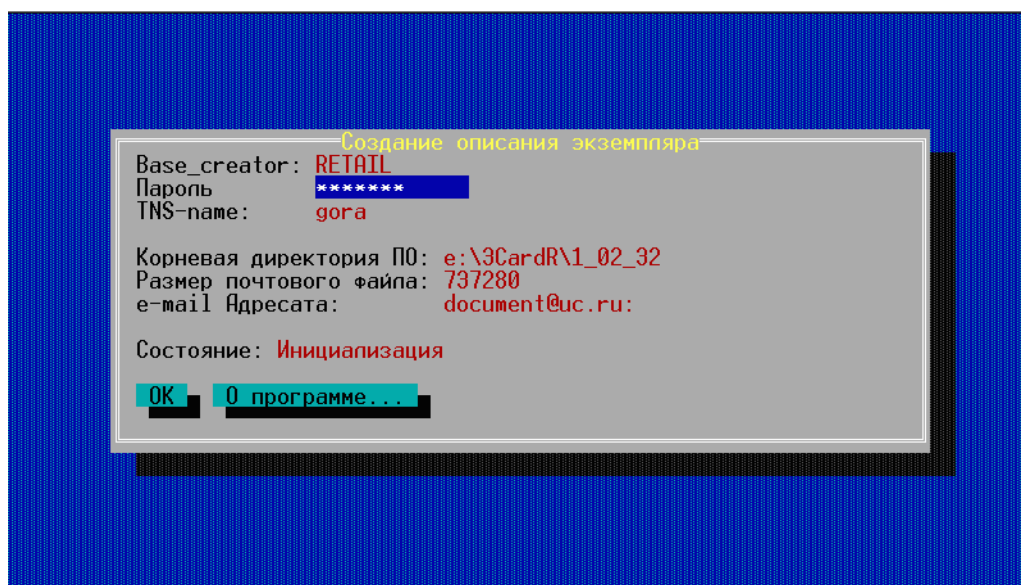 Создание описания экземпляра
Base_creator: RETAIL
Пароль *******
TNS-name: gora
Корневая директория ПО: e:\3CardR\1_02_32
Размер почтового файла: 737280
e-mail Адресата: document@uc.ru:
Состояние: Инициализация
OK О программе...